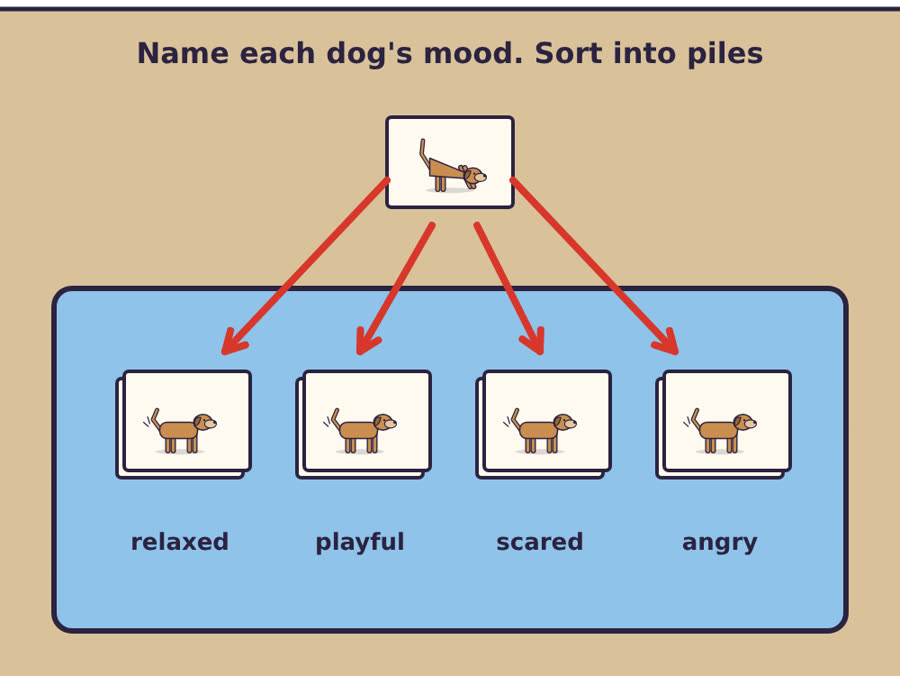 Name each dog's mood. Sort into piles
relaxed
playful
scared
angry